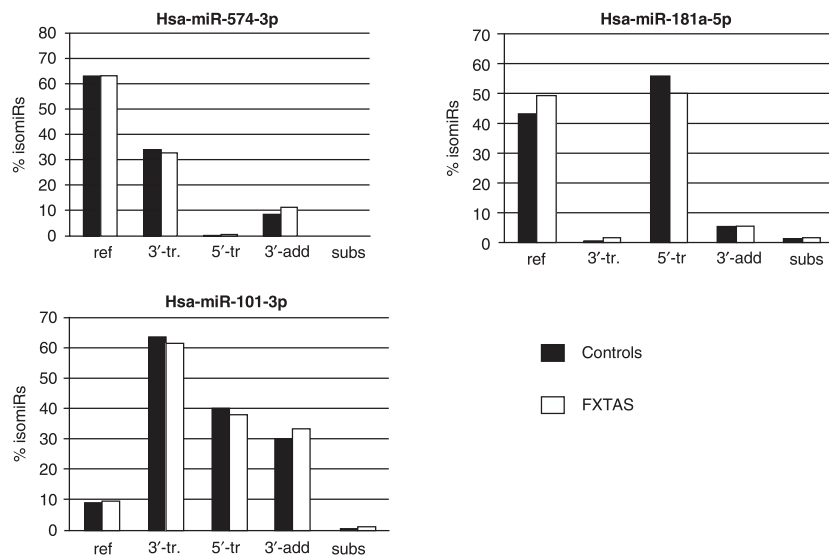 Hsa-miR-574-3p
80
70
60
50
40
30
20
10
0
% isomiRs
ref 3′-tr. 5′-tr 3′-add subs
Hsa-miR-181a-5p
70
60
50
40
30
20
10
0
% isomiRs
ref 3′-tr. 5′-tr 3′-add subs
Hsa-miR-101-3p
70
60
50
40
30
20
10
0
% isomiRs
ref 3′-tr. 5′-tr 3′-add subs
Controls
FXTAS